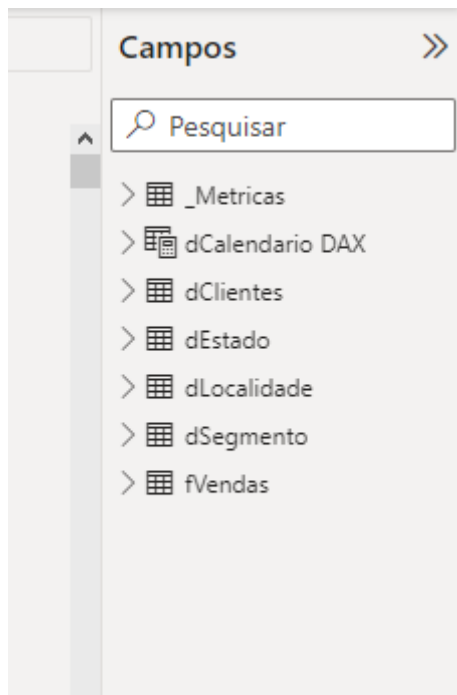 Campos
Pesquisar
_Metricas
dCalendario DAX
dClientes
dEstado
dLocalidade
dSegmento
fVendas